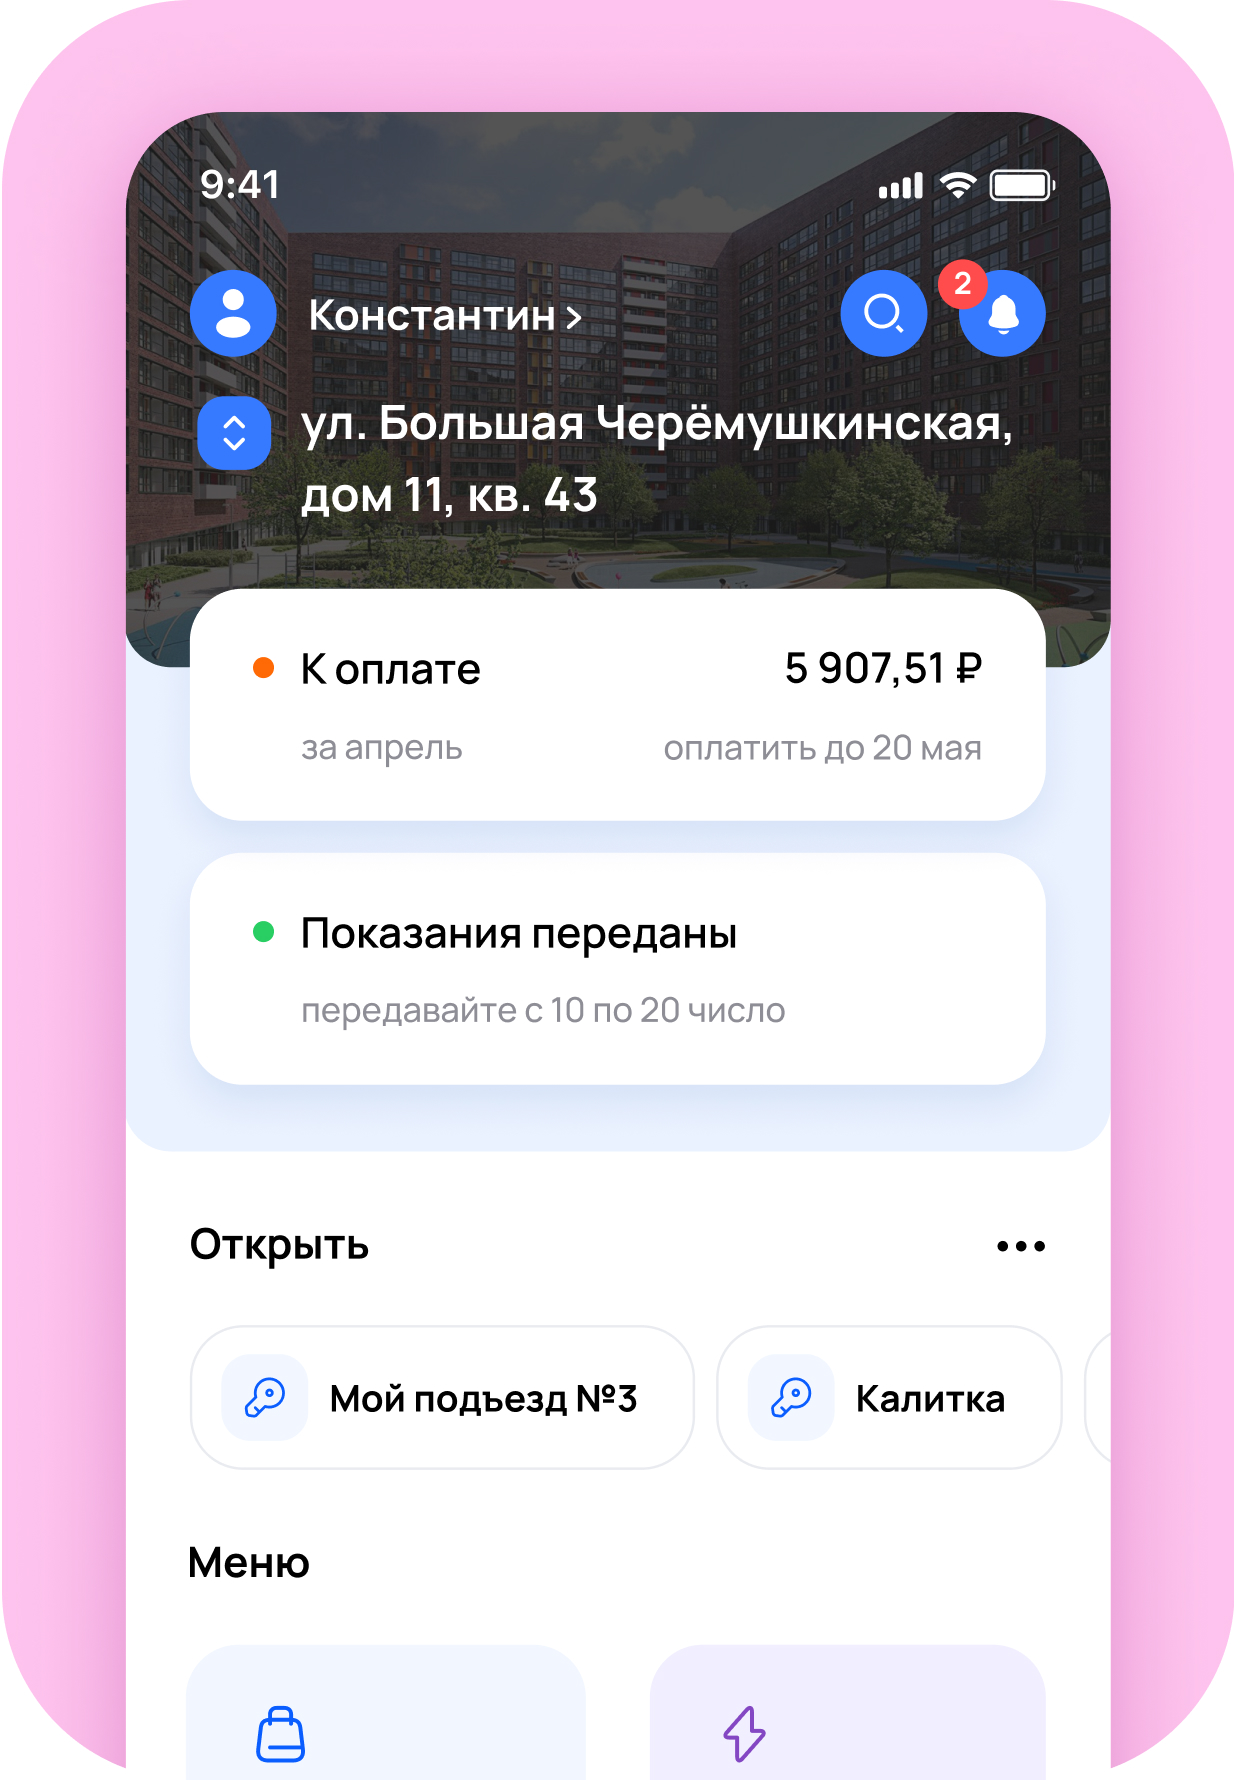 9:41
Константин
2
ул. Большая Черёмушкинская,
дом 11, кв. 43
К оплате
5 907,51 ₽
за апрель
оплатить до 20 мая
Показания переданы
передавайте с 10 по 20 число
Открыть
Мой подъезд №3
Калитка
Меню